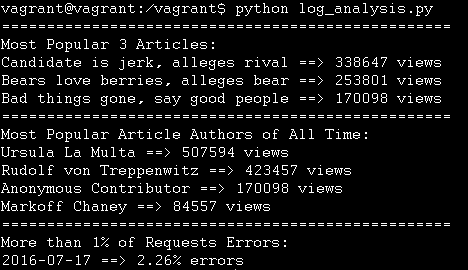 vagrant@vagrant:/vagrant$ python log_analysis.py
==================================================
Most Popular 3 Articles:
Candidate is jerk, alleges rival ==> 338647 views
Bears love berries, alleges bear ==> 253801 views
Bad things gone, say good people ==> 170098 views
==================================================
Most Popular Article Authors of All Time:
Ursula La Multa ==> 507594 views
Rudolf von Treppenwitz ==> 423457 views
Anonymous Contributor ==> 170098 views
Markoff Chaney ==> 84557 views
==================================================
More than 1% of Requests Errors:
2016-07-17 ==> 2.26% errors